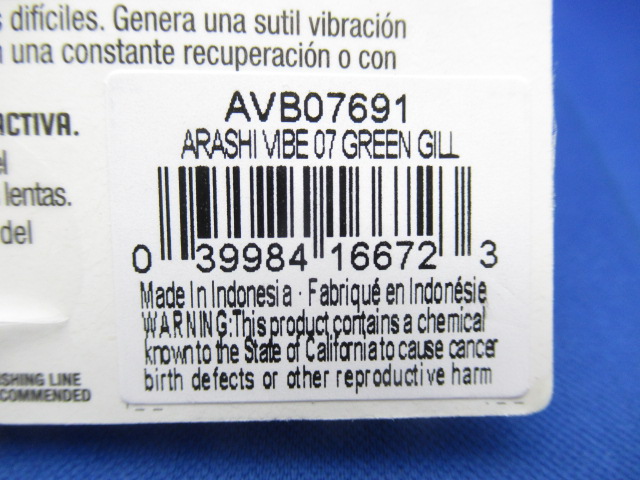 difíciles. Genera una sutil vibración
una constante recuperación o con
ACTIVA.
el
lentas.
del
AVB07691
ARASHI VIBE 07 GREEN GILL
0 39984 16672 3
Made In Indonesia · Fabriqué en Indonésie
WARNING:This product contains a chemical
known to the State of California to cause cancer
birth defects or other reproductive harm
SHING LINE
COMMENDED